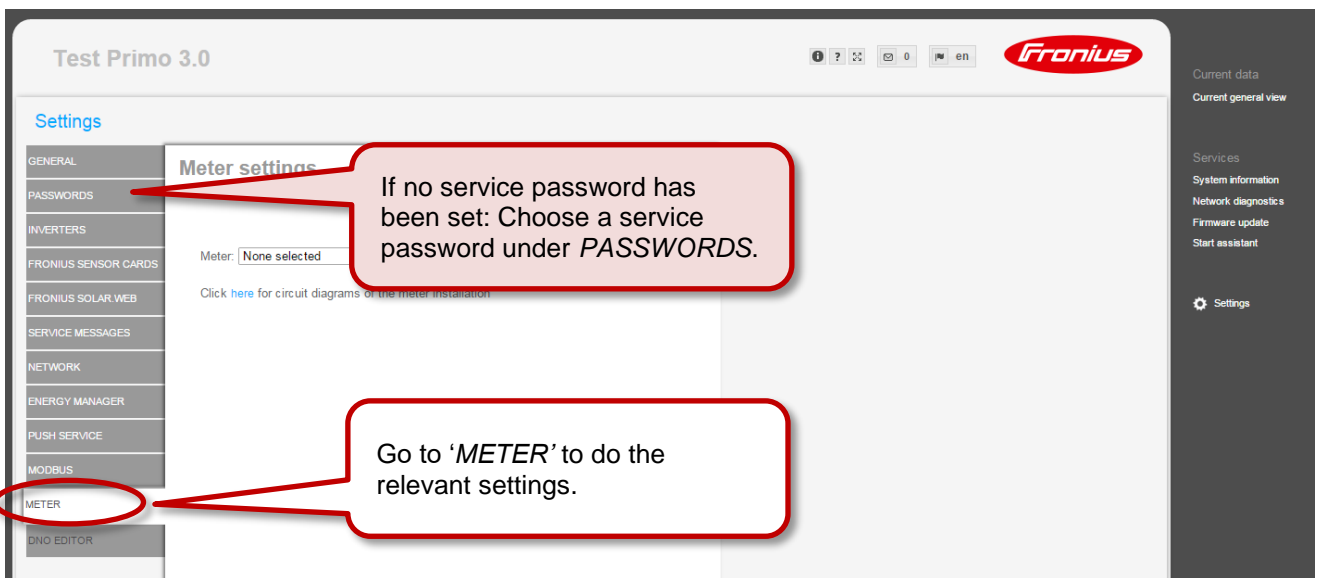 Test Primo 3.0
i ? 0 en
Fronius
Current data
Current general view
Services
System information
Network diagnostics
Firmware update
Start assistant
Settings
Settings
GENERAL
PASSWORDS
INVERTERS
FRONIUS SENSOR CARDS
FRONIUS SOLAR.WEB
SERVICE MESSAGES
NETWORK
ENERGY MANAGER
PUSH SERVICE
MODBUS
METER
DNO EDITOR
Meter settings
If no service password has
been set: Choose a service
password under PASSWORDS.
Meter: None selected
Click here for circuit diagrams of the meter installation
Go to ‘METER’ to do the
relevant settings.